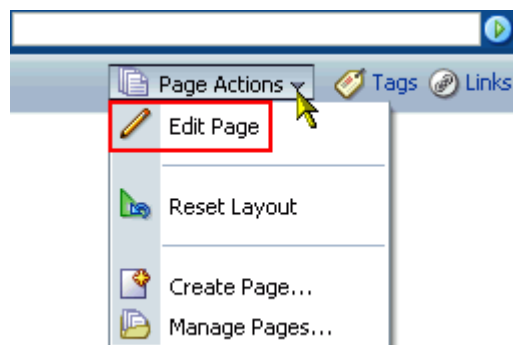 Page Actions Tags Links
Edit Page
Reset Layout
Create Page...
Manage Pages...